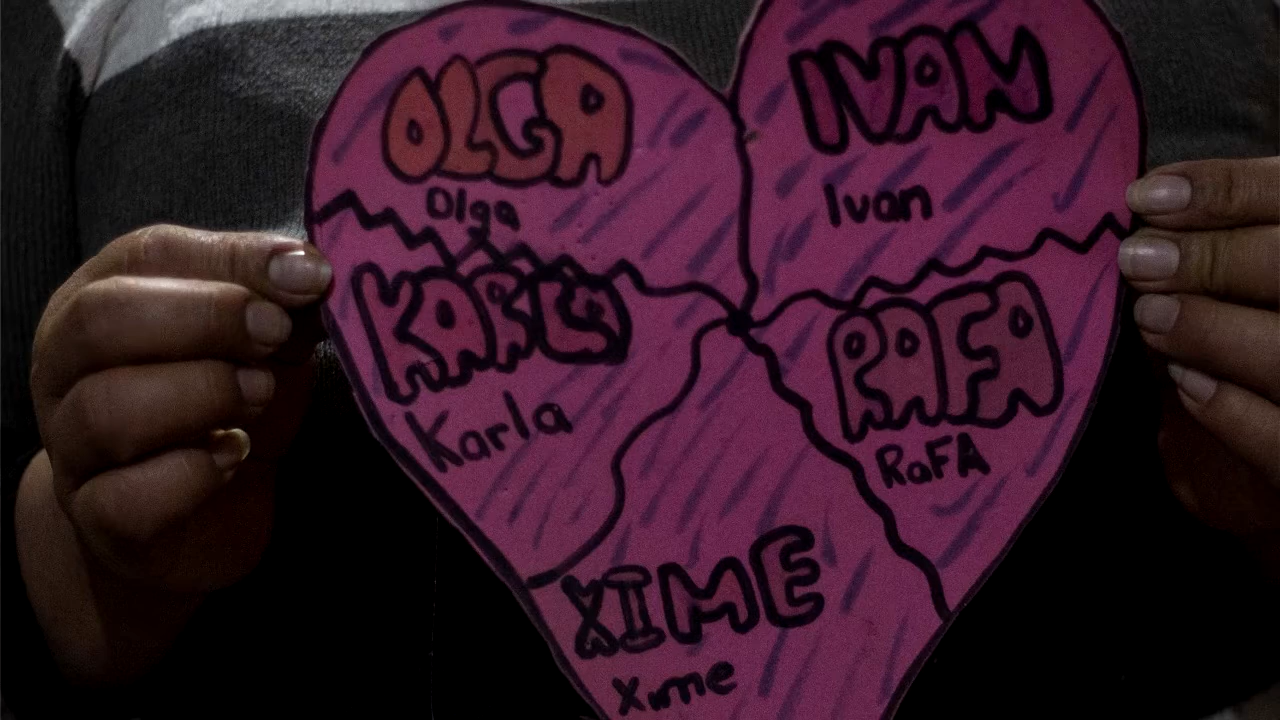 OLGA
Olga
IVAN
Ivan
KARLA
Karla
RAFA
RaFA
XIME
Xime